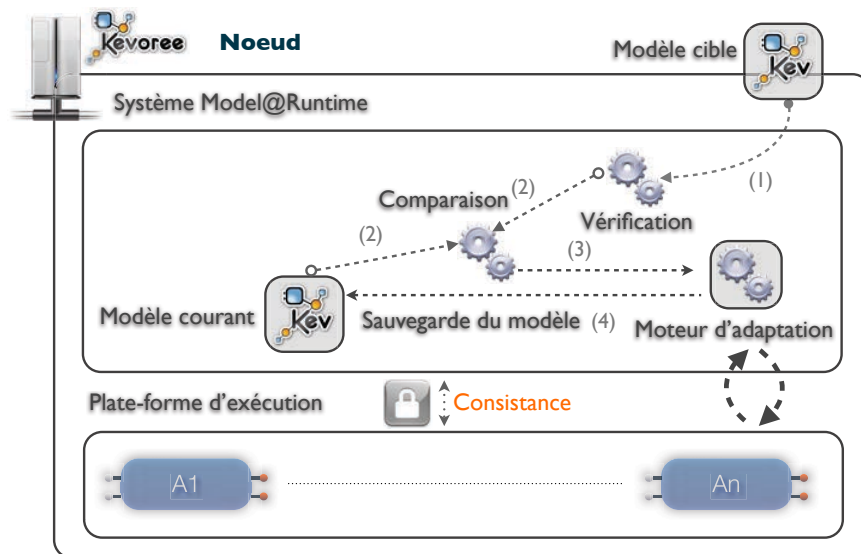 Kevoree
Noeud
Modèle cible
Kev
Système Model@Runtime
(1)
(2)
Comparaison
Vérification
(2)
(3)
Modèle courant
Kev
Sauvegarde du modèle (4)
Moteur d'adaptation
Plate-forme d'exécution
Consistance
A1
An